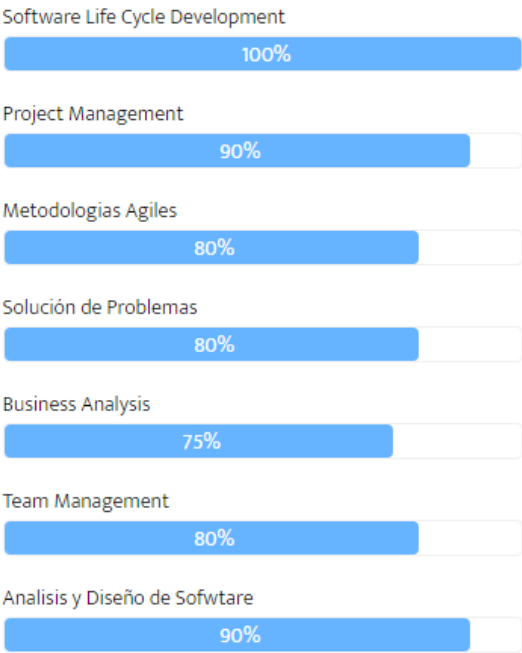 Software Life Cycle Development
100%
Project Management
90%
Metodologias Agiles
80%
Solución de Problemas
80%
Business Analysis
75%
Team Management
80%
Analisis y Diseño de Sofwtare
90%